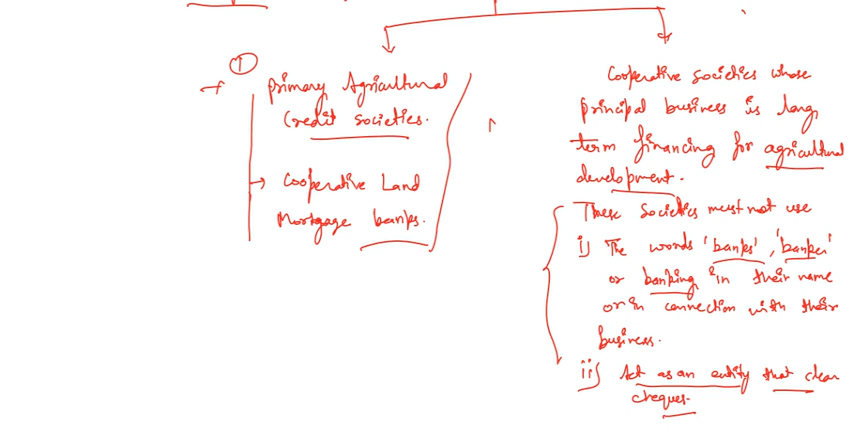 ①
Primary Agricultural
Credit Societies.
Cooperative Land
Mortgage banks.
Cooperative Societies whose
principal business is long
term financing for agricultural
development.
These Societies must not use
i) The words 'banks', 'banker'
or banking in their name
or in connection with their
business.
ii) Act as an entity that clear
cheques.